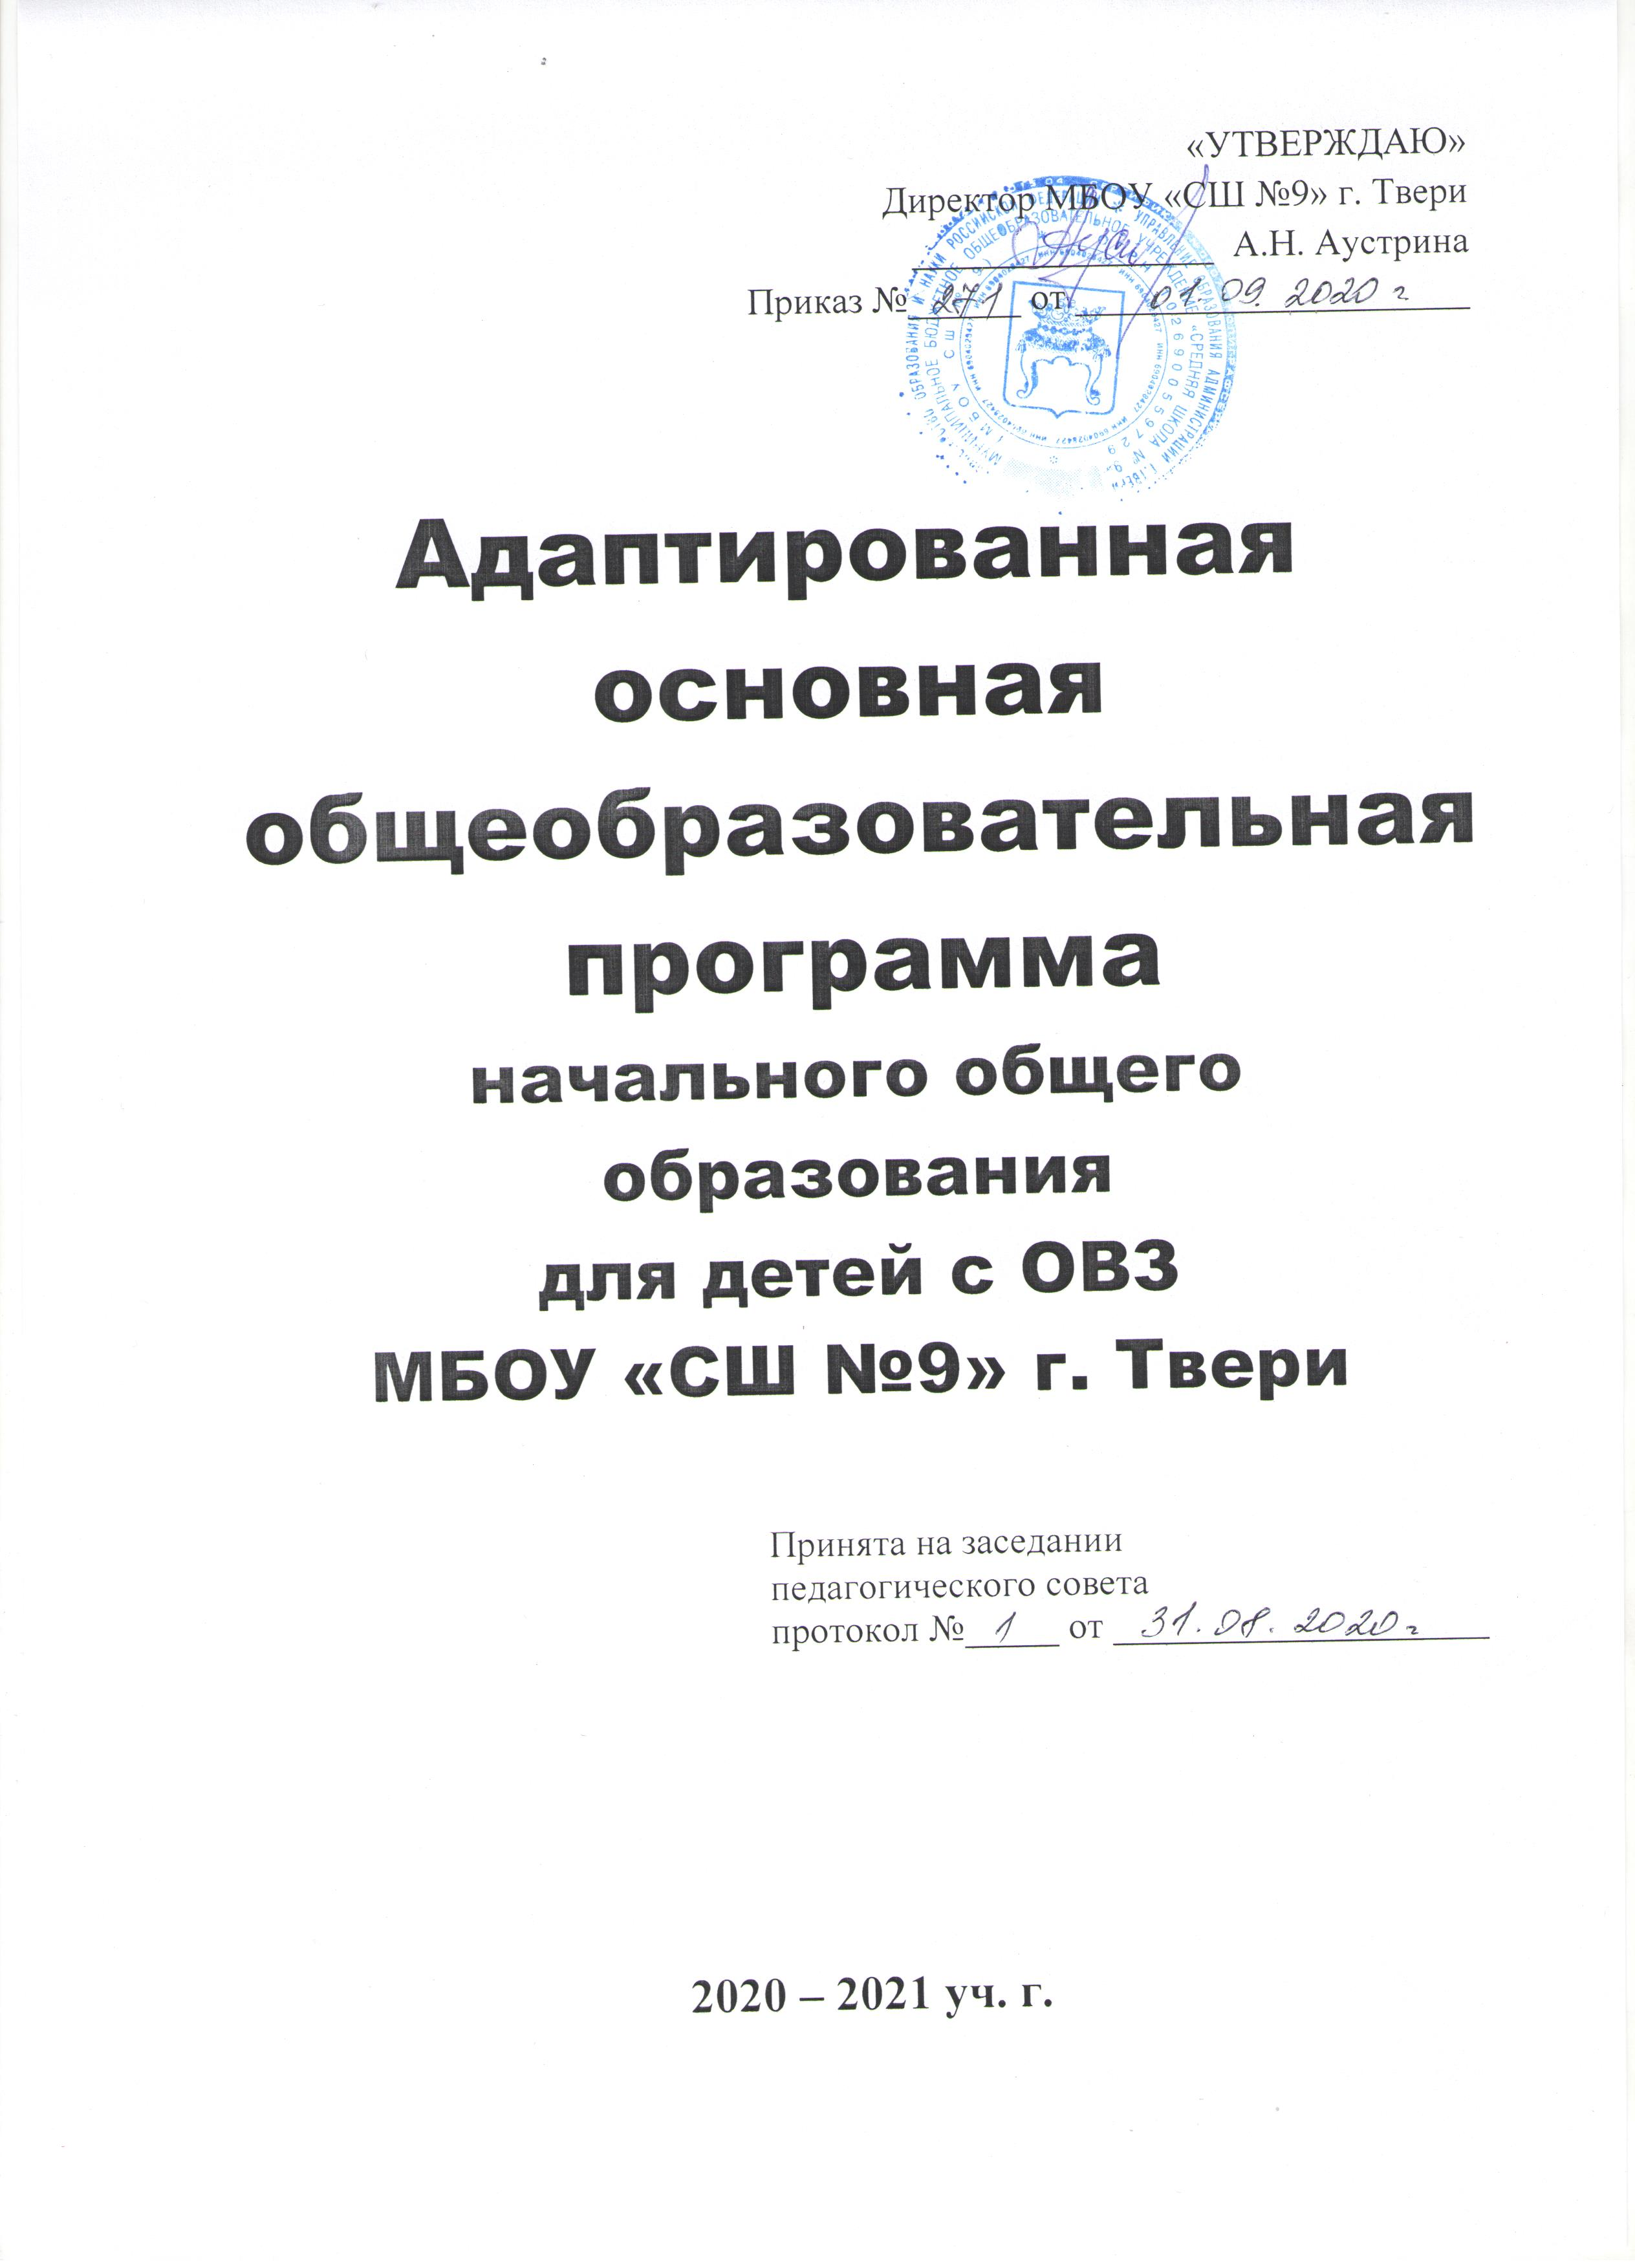 «УТВЕРЖДАЮ»
Директор МБОУ «СШ №9» г. Твери
А.Н. Аустрина
Приказ № 271 от 01.09.2020 г
Адаптированная
основная
общеобразовательная
программа
начального общего
образования
для детей с ОВЗ
МБОУ «СШ №9» г. Твери
Принята на заседании
педагогического совета
протокол № 1 от 31.08.2020 г
2020 – 2021 уч. г.